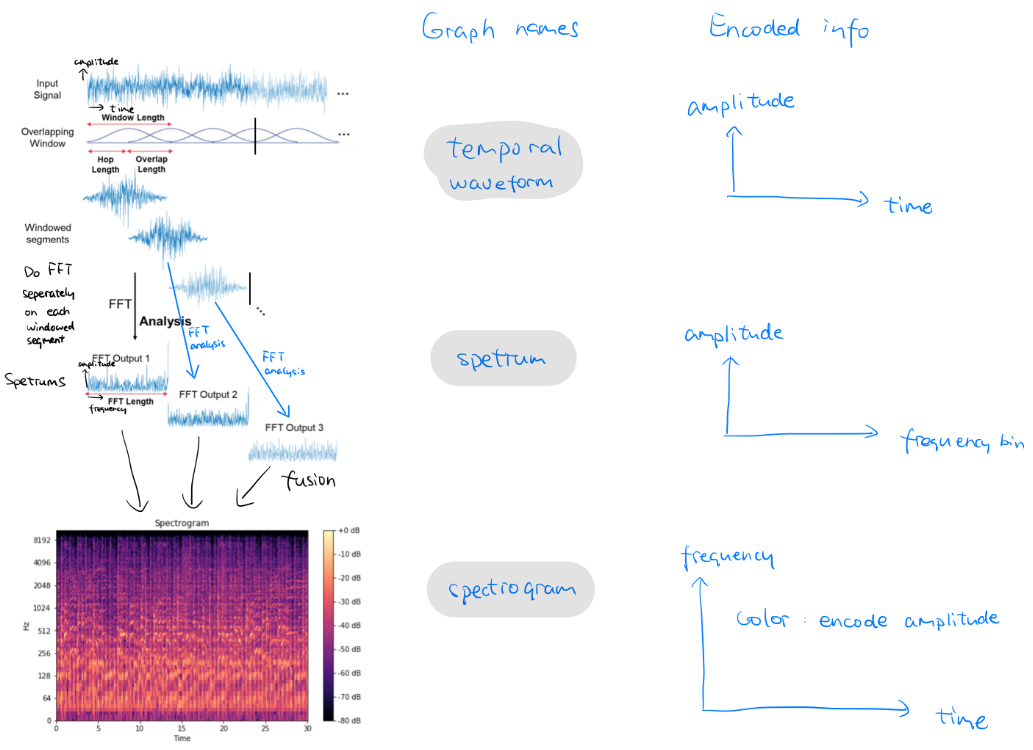 Graph names
Encoded info
amplitude
Input
Signal
...
time
Window Length
Overlapping
Window
...
Hop
Length
Overlap
Length
Windowed
segments
Do FFT
seperately
on each
windowed
segment
FFT
Analysis
FFT
analysis
FFT
analysis
...
FFT Output 1
amplitude
Spetrums
FFT Length
frequency
FFT Output 2
FFT Output 3
fusion
temporal
waveform
amplitude
time
spetrum
amplitude
frequency bin
Spectrogram
Hz
8192
4096
2048
1024
512
256
128
64
0
0
5
10
15
20
25
30
Time
+0 dB
-10 dB
-20 dB
-30 dB
-40 dB
-50 dB
-60 dB
-70 dB
-80 dB
spectrogram
frequency
Color : encode amplitude
time